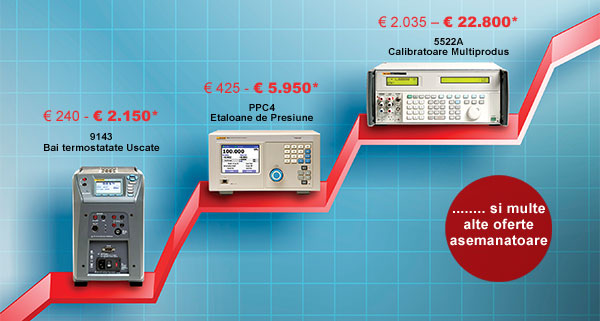 € 240 - € 2.150*
9143
Bai termostatate Uscate
€ 425 - € 5.950*
PPC4
Etaloane de Presiune
€ 2.035 – € 22.800*
5522A
Calibratoare Multiprodus
100.000
........ si multe
alte oferte
asemanatoare